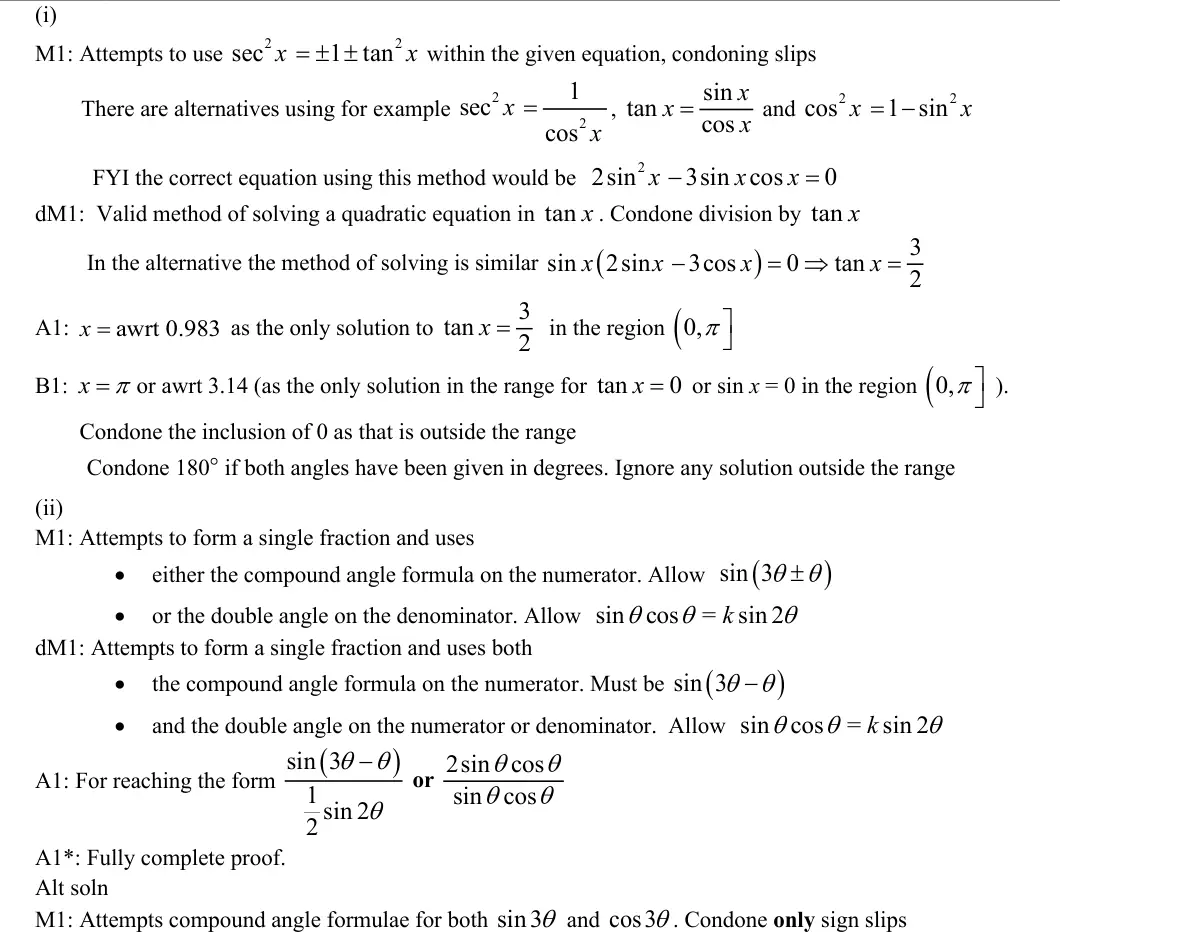 (i)
M1: Attempts to use sec²x = ±1 ± tan²x within the given equation, condoning slips
There are alternatives using for example sec²x = 1/cos²x, tan x = sin x/cos x and cos²x = 1 − sin²x
FYI the correct equation using this method would be 2sin²x − 3sin x cos x = 0
dM1: Valid method of solving a quadratic equation in tan x. Condone division by tan x
In the alternative the method of solving is similar sin x(2sinx − 3cos x) = 0 ⇒ tan x = 3/2
A1: x = awrt 0.983 as the only solution to tan x = 3/2 in the region (0, π]
B1: x = π or awrt 3.14 (as the only solution in the range for tan x = 0 or sin x = 0 in the region (0, π] ).
Condone the inclusion of 0 as that is outside the range
Condone 180° if both angles have been given in degrees. Ignore any solution outside the range
(ii)
M1: Attempts to form a single fraction and uses
• either the compound angle formula on the numerator. Allow sin(3θ ± θ)
• or the double angle on the denominator. Allow sin θ cos θ = k sin 2θ
dM1: Attempts to form a single fraction and uses both
• the compound angle formula on the numerator. Must be sin(3θ − θ)
• and the double angle on the numerator or denominator. Allow sin θ cos θ = k sin 2θ
A1: For reaching the form sin(3θ − θ)/(1/2 sin 2θ) or 2sin θ cos θ/(sin θ cos θ)
A1*: Fully complete proof.
Alt soln
M1: Attempts compound angle formulae for both sin 3θ and cos 3θ. Condone only sign slips